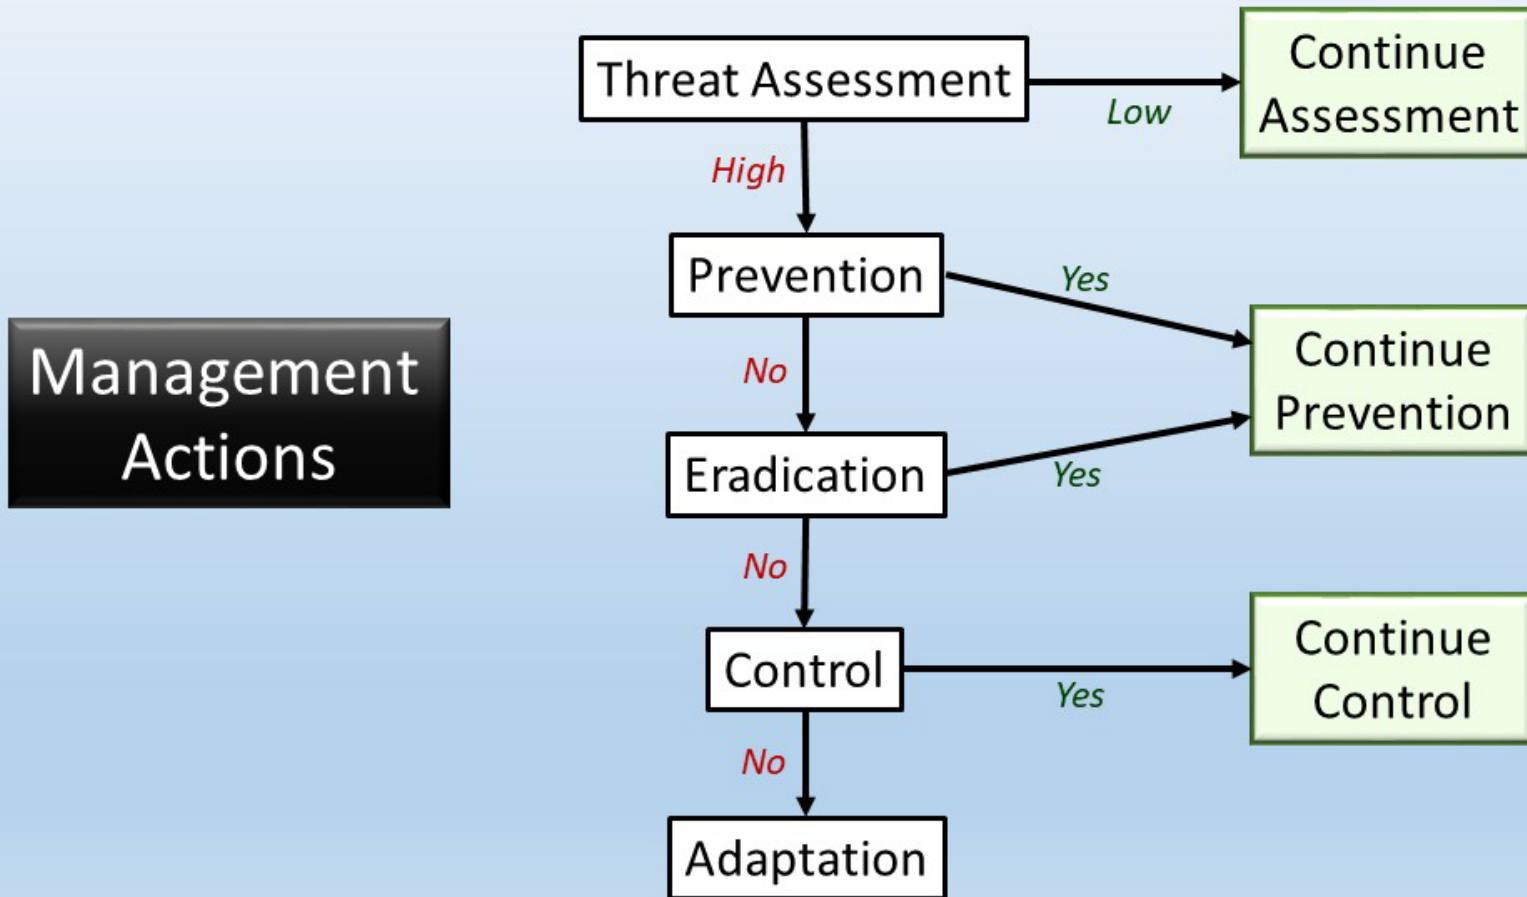 Threat Assessment
Low
Continue
Assessment
High
Prevention
Yes
Continue
Prevention
No
Management
Actions
Eradication
Yes
No
Control
Yes
Continue
Control
No
Adaptation